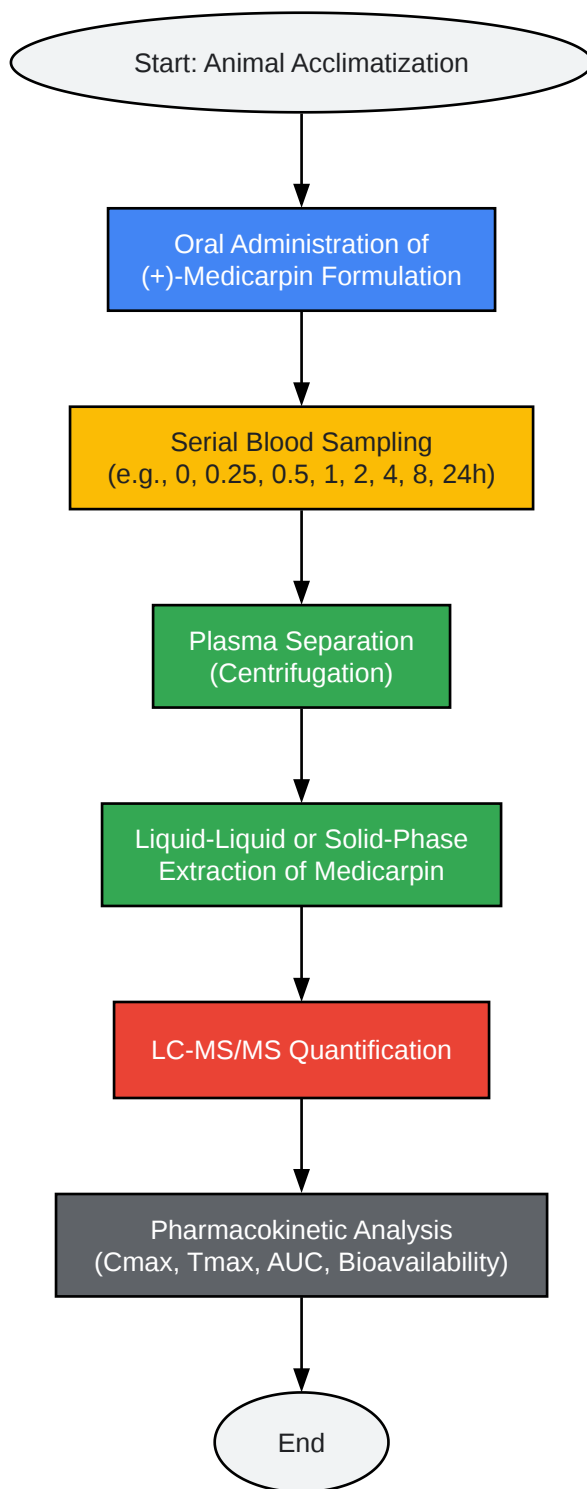 Start: Animal Acclimatization
Oral Administration of
(+)-Medicarpin Formulation
Serial Blood Sampling
(e.g., 0, 0.25, 0.5, 1, 2, 4, 8, 24h)
Plasma Separation
(Centrifugation)
Liquid-Liquid or Solid-Phase
Extraction of Medicarpin
LC-MS/MS Quantification
Pharmacokinetic Analysis
(Cmax, Tmax, AUC, Bioavailability)
End